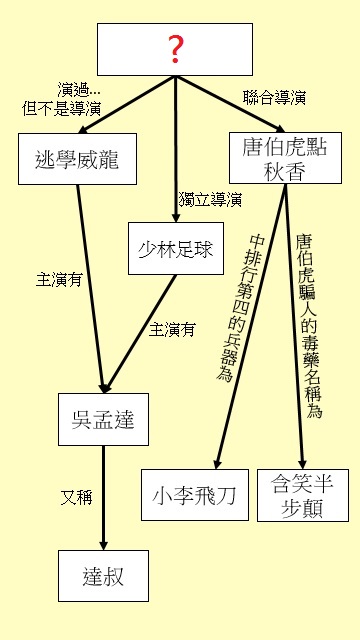 ?
演過...
但不是導演
聯合導演
逃學威龍
唐伯虎點
秋香
獨立導演
少林足球
主演有
主演有
中排行第四的兵器為
唐伯虎騙人的毒藥名稱為
吳孟達
小李飛刀
含笑半
步顛
又稱
達叔